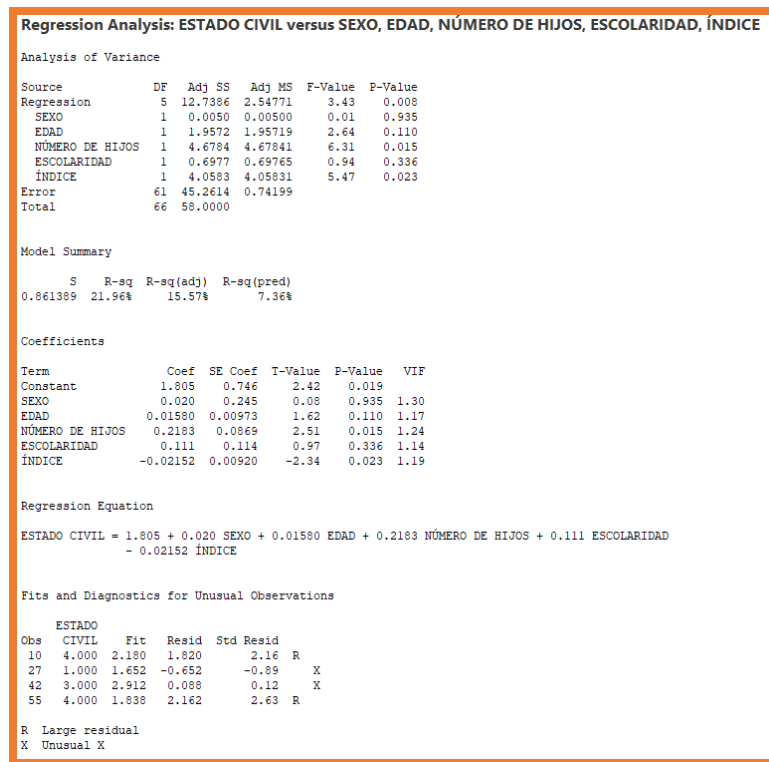 Regression Analysis: ESTADO CIVIL versus SEXO, EDAD, NÚMERO DE HIJOS, ESCOLARIDAD, ÍNDICE
Analysis of Variance
Source DF Adj SS Adj MS F-Value P-Value
Regression 5 12.7386 2.54771 3.43 0.008
SEXO 1 0.0050 0.00500 0.01 0.935
EDAD 1 1.9572 1.95719 2.64 0.110
NÚMERO DE HIJOS 1 4.6784 4.67841 6.31 0.015
ESCOLARIDAD 1 0.6977 0.69765 0.94 0.336
ÍNDICE 1 4.0583 4.05831 5.47 0.023
Error 61 45.2614 0.74199
Total 66 58.0000
Model Summary
S R-sq R-sq(adj) R-sq(pred)
0.861389 21.96% 15.57% 7.36%
Coefficients
Term Coef SE Coef T-Value P-Value VIF
Constant 1.805 0.746 2.42 0.019
SEXO 0.020 0.245 0.08 0.935 1.30
EDAD 0.01580 0.00973 1.62 0.110 1.17
NÚMERO DE HIJOS 0.2183 0.0869 2.51 0.015 1.24
ESCOLARIDAD 0.111 0.114 0.97 0.336 1.14
ÍNDICE -0.02152 0.00920 -2.34 0.023 1.19
Regression Equation
ESTADO CIVIL = 1.805 + 0.020 SEXO + 0.01580 EDAD + 0.2183 NÚMERO DE HIJOS + 0.111 ESCOLARIDAD
- 0.02152 ÍNDICE
Fits and Diagnostics for Unusual Observations
ESTADO
Obs CIVIL Fit Resid Std Resid
10 4.000 2.180 1.820 2.16 R
27 1.000 1.652 -0.652 -0.89 X
42 3.000 2.912 0.088 0.12 X
55 4.000 1.838 2.162 2.63 R
R Large residual
X Unusual X